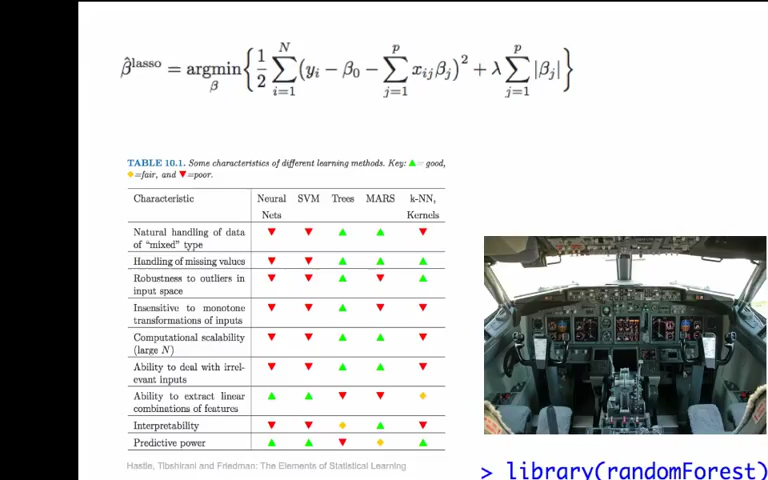 β̂^lasso = argmin_β { 1/2 ∑_{i=1}^{N} (y_i − β_0 − ∑_{j=1}^{p} x_{ij}β_j)^2 + λ ∑_{j=1}^{p} |β_j| }
TABLE 10.1. Some characteristics of different learning methods. Key: ▲= good,
◆=fair, and ▼=poor.
Characteristic Neural SVM Trees MARS k-NN,
Nets Kernels
Natural handling of data ▼ ▼ ▲ ▲ ▼
of “mixed” type
Handling of missing values ▼ ▼ ▲ ▲ ▲
Robustness to outliers in ▼ ▼ ▲ ▼ ▲
input space
Insensitive to monotone ▼ ▼ ▲ ▼ ▼
transformations of inputs
Computational scalability ▼ ▼ ▲ ▲ ▼
(large N)
Ability to deal with irrel- ▼ ▼ ▲ ▲ ▼
evant inputs
Ability to extract linear ▲ ▲ ▼ ▼ ◆
combinations of features
Interpretability ▼ ▼ ◆ ▲ ▼
Predictive power ▲ ▲ ▼ ◆ ▲
Hastie, Tibshirani and Friedman: The Elements of Statistical Learning
> library(randomForest)